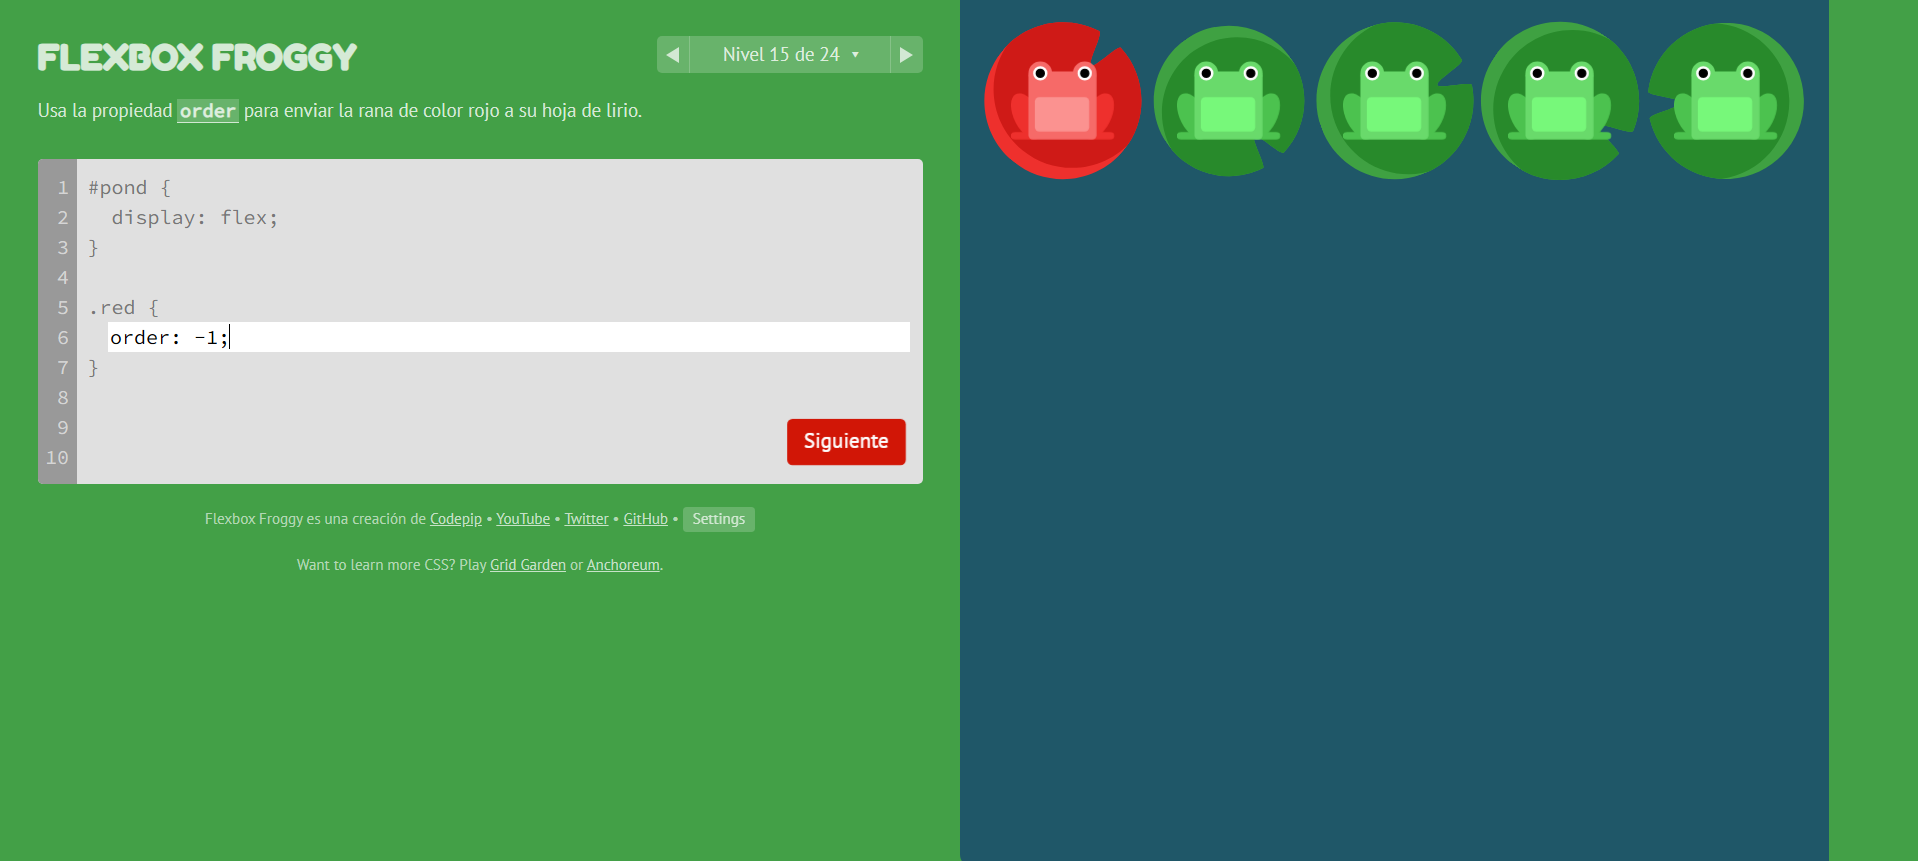 FLEXBOX FROGGY
Nivel 15 de 24
Usa la propiedad order para enviar la rana de color rojo a su hoja de lirio.
1 #pond {
2 display: flex;
3 }
4
5 .red {
6 order: -1;
7 }
8
9
10
Siguiente
Flexbox Froggy es una creación de Codepip • YouTube • Twitter • GitHub • Settings
Want to learn more CSS? Play Grid Garden or Anchoreum.